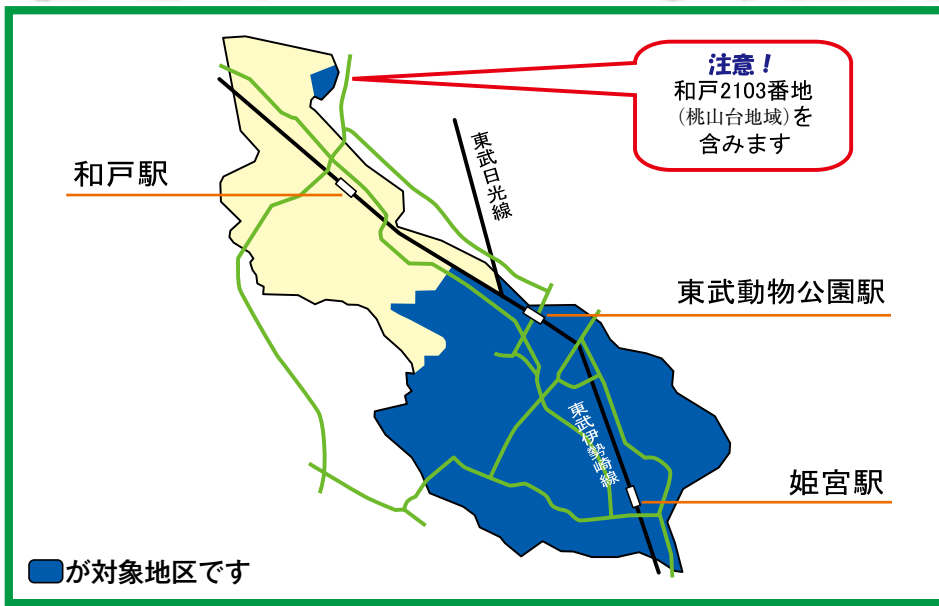 注意！
和戸2103番地
（桃山台地域）を
含みます
東武日光線
和戸駅
東武動物公園駅
東武伊勢崎線
姫宮駅
が対象地区です